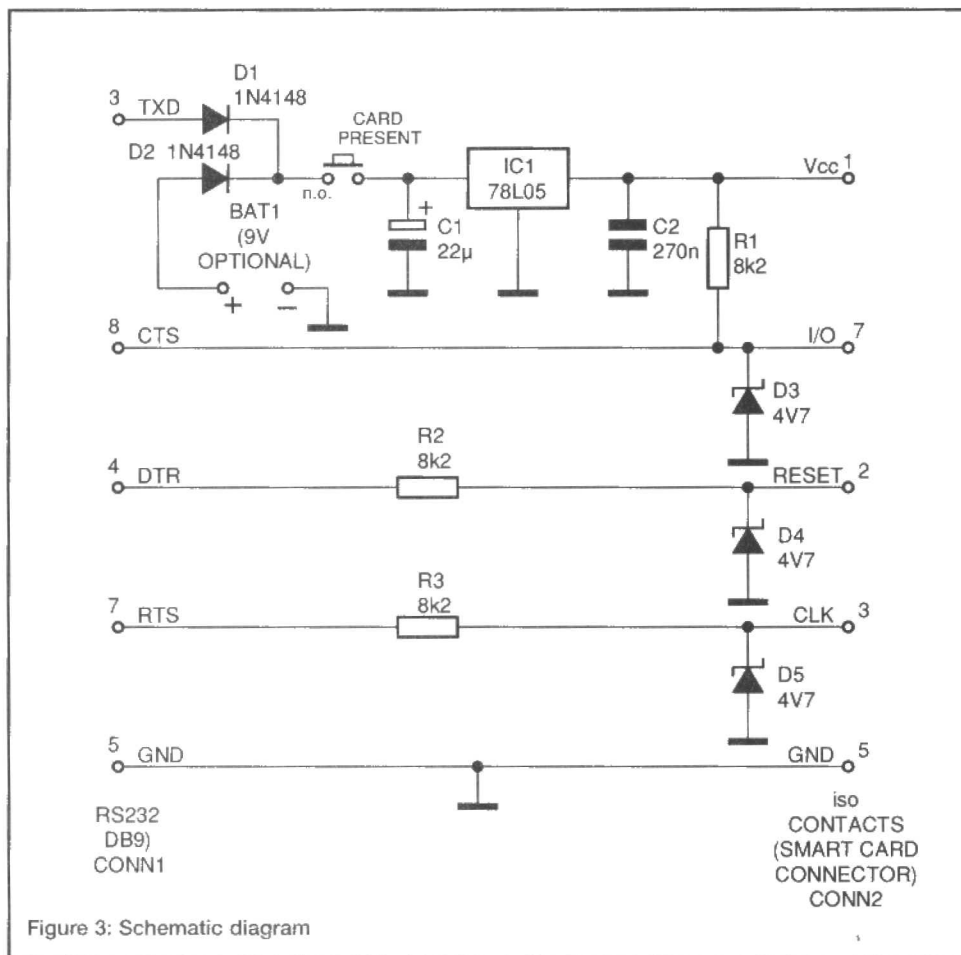 D1
1N4148
3 TXD
D2 1N4148
CARD
PRESENT
n.o.
IC1
78L05
Vcc 1
BAT1
(9V
OPTIONAL)
+ −
+
C1
22µ
C2
270n
R1
8k2
8 CTS
I/O 7
D3
4V7
R2
8k2
4 DTR
RESET 2
D4
4V7
R3
8k2
7 RTS
CLK 3
D5
4V7
5 GND
GND 5
RS232
DB9)
CONN1
iso
CONTACTS
(SMART CARD
CONNECTOR)
CONN2
Figure 3: Schematic diagram